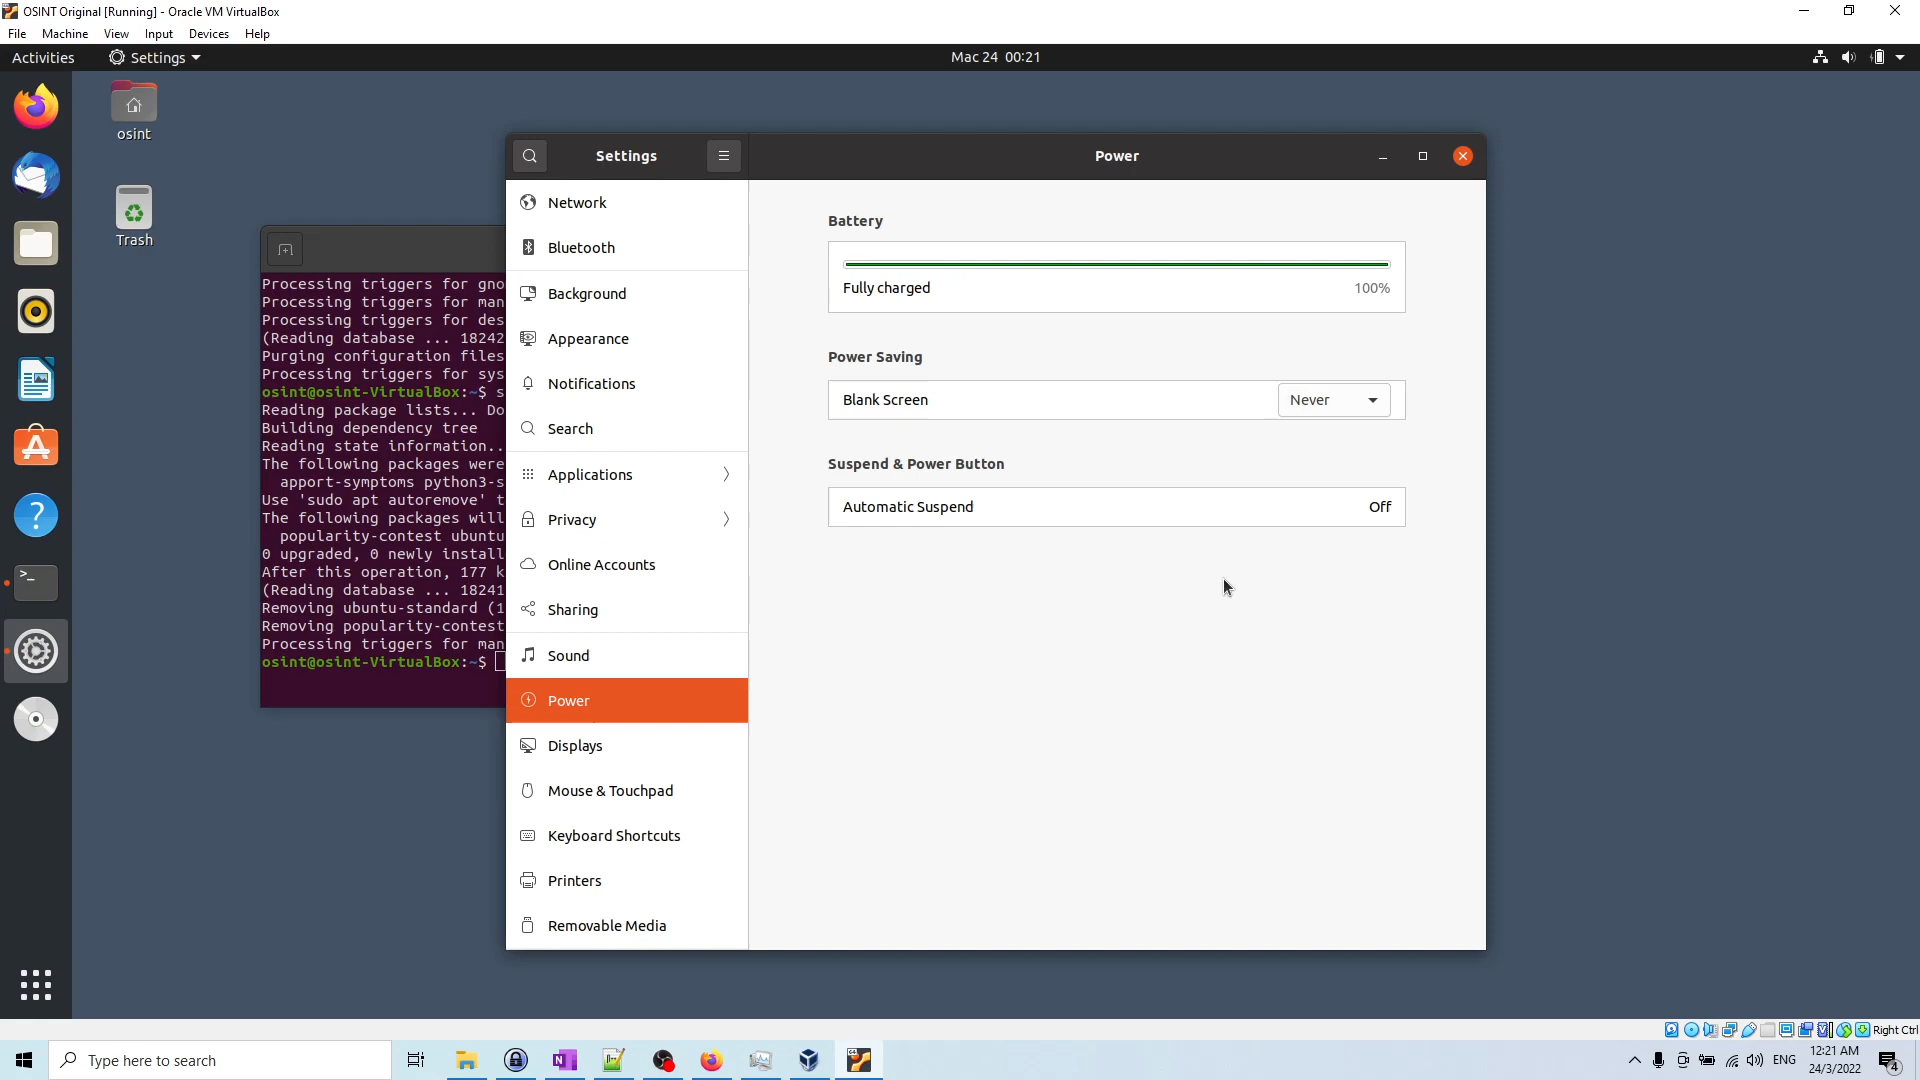 OSINT Original [Running] - Oracle VM VirtualBox
File Machine View Input Devices Help
Activities Settings Mac 24 00:21
osint
Trash
Processing triggers for gno
Processing triggers for man
Processing triggers for des
(Reading database ... 18242
Purging configuration files
Processing triggers for sys
osint@osint-VirtualBox:~$ s
Reading package lists... Do
Building dependency tree
Reading state information..
The following packages were
apport-symptoms python3-s
Use 'sudo apt autoremove' t
The following packages will
popularity-contest ubuntu
0 upgraded, 0 newly install
After this operation, 177 k
(Reading database ... 18241
Removing ubuntu-standard (1
Removing popularity-contest
Processing triggers for man
osint@osint-VirtualBox:~$
Settings
Network
Bluetooth
Background
Appearance
Notifications
Search
Applications
Privacy
Online Accounts
Sharing
Sound
Power
Displays
Mouse & Touchpad
Keyboard Shortcuts
Printers
Removable Media
Power
Battery
Fully charged 100%
Power Saving
Blank Screen Never
Suspend & Power Button
Automatic Suspend Off
Right Ctrl
Type here to search
ENG
12:21 AM
24/3/2022
4